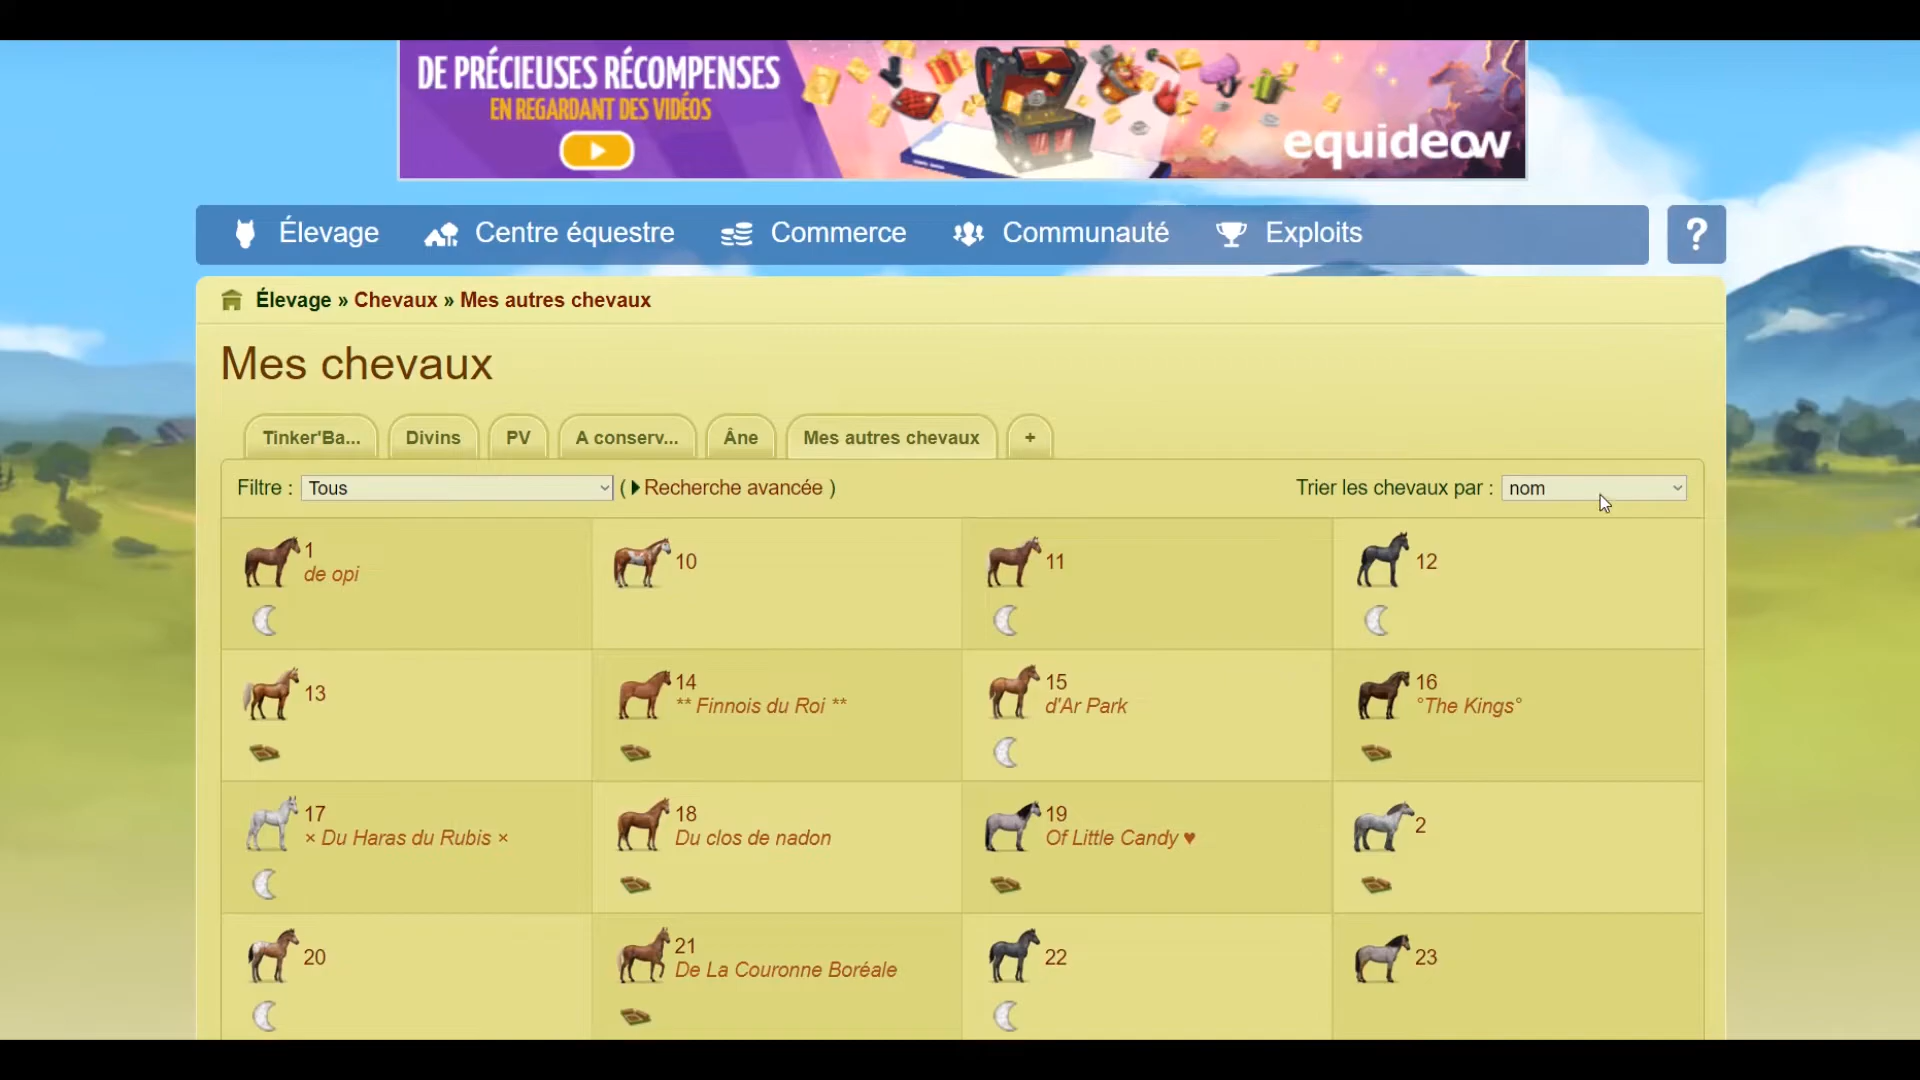 DE PRÉCIEUSES RÉCOMPENSES
EN REGARDANT DES VIDÉOS
equideow
Élevage
Centre équestre
Commerce
Communauté
Exploits
?
Élevage » Chevaux » Mes autres chevaux
Mes chevaux
Tinker'Ba...
Divins
PV
A conserv...
Âne
Mes autres chevaux
+
Filtre : Tous ( Recherche avancée )
Trier les chevaux par : nom
1
de opi
10
11
12
13
14
** Finnois du Roi **
15
d'Ar Park
16
°The Kings°
17
× Du Haras du Rubis ×
18
Du clos de nadon
19
Of Little Candy ♥
2
20
21
De La Couronne Boréale
22
23